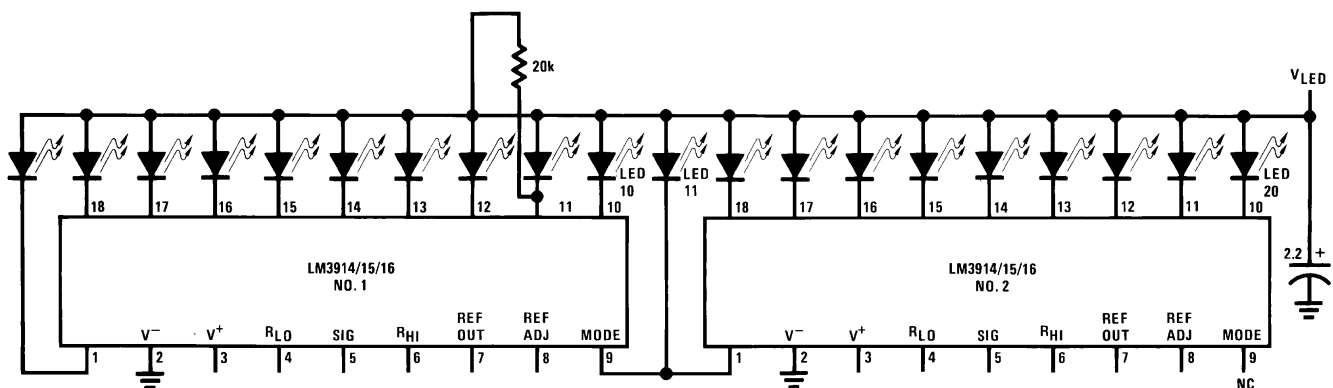 20k
V LED
LED 10
LED 11
LED 20
18 17 16 15 14 13 12 11 10
18 17 16 15 14 13 12 11 10
LM3914/15/16
NO. 1
LM3914/15/16
NO. 2
2.2 +
V− V+ RLO SIG RHI REF OUT REF ADJ MODE
V− V+ RLO SIG RHI REF OUT REF ADJ MODE
1 2 3 4 5 6 7 8 9
1 2 3 4 5 6 7 8 9
NC